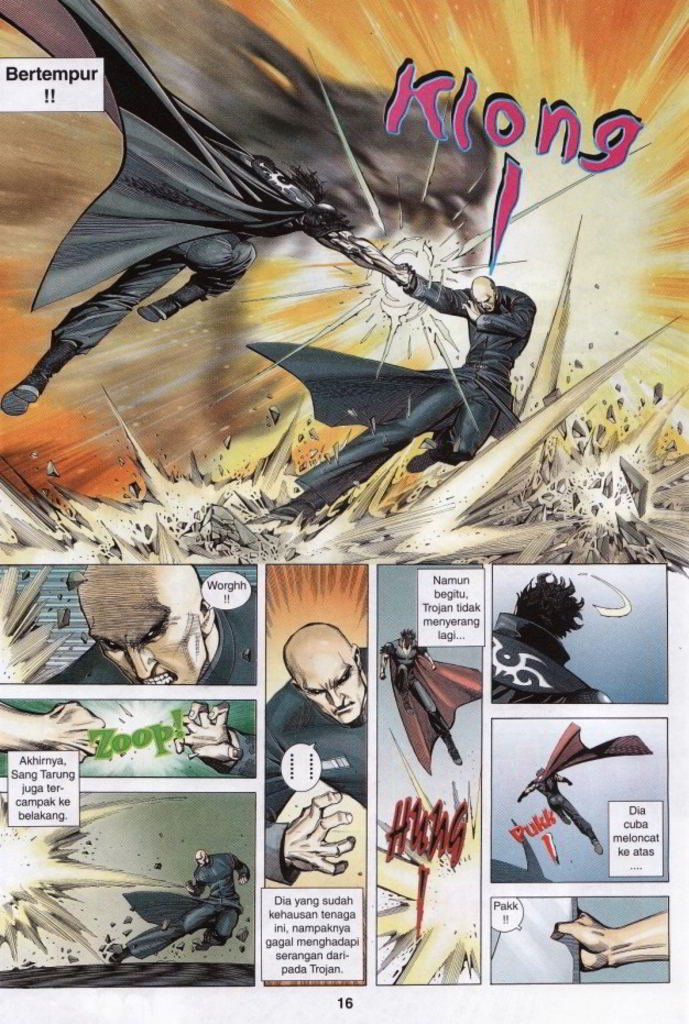 Bertempur
!!
Klong
!
Worghh
!!
Zoop!
Akhirnya,
Sang Tarung
juga ter-
campak ke
belakang.
Dia yang sudah
kehausan tenaga
ini, nampaknya
gagal menghadapi
serangan dari-
pada Trojan.
Namun
begitu,
Trojan tidak
menyerang
lagi...
Hung
!
Pukk
!
Dia
cuba
meloncat
ke atas
....
Pakk
!!
16